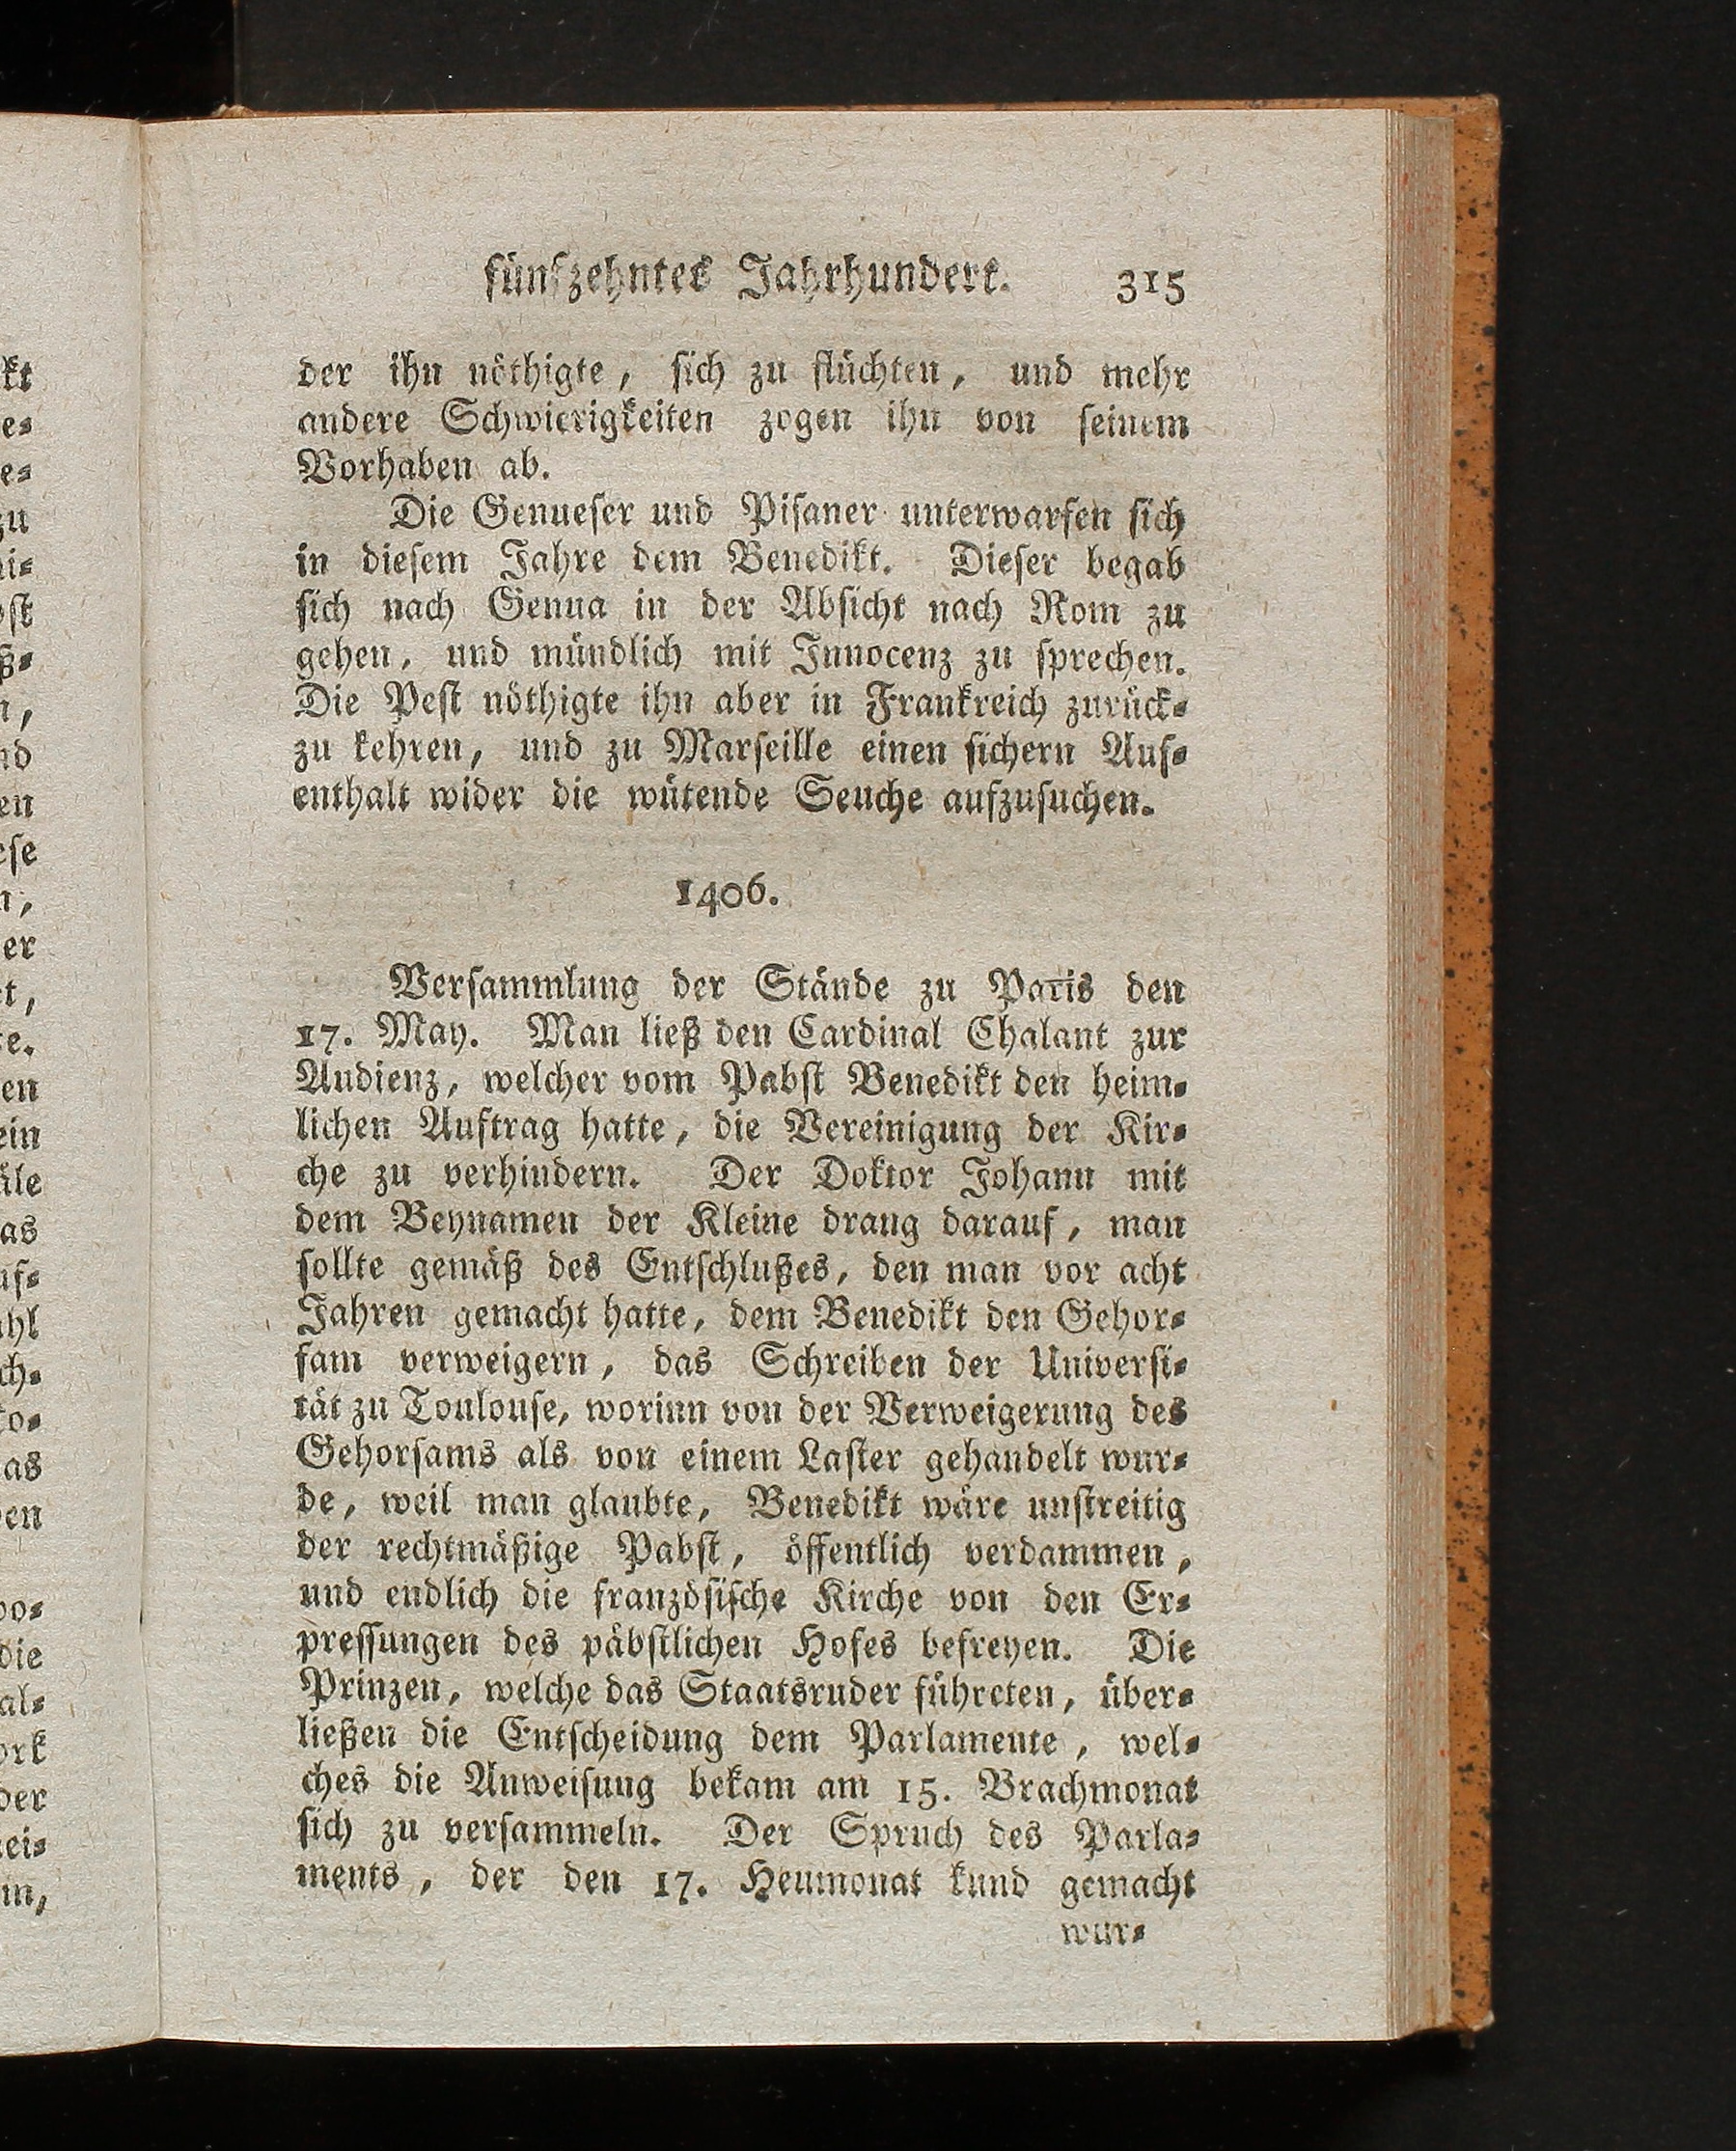 fünfzehntes Jahrhundert. 315
der ihn nöthigte, sich zu flüchten, und mehr
andere Schwierigkeiten zogen ihn von seinem
Vorhaben ab.
Die Genueser und Pisaner unterwarfen sich
in diesem Jahre dem Benedikt. Dieser begab
sich nach Genua in der Absicht nach Rom zu
gehen, und mündlich mit Innocenz zu sprechen.
Die Pest nöthigte ihn aber in Frankreich zurück-
zu kehren, und zu Marseille einen sichern Auf-
enthalt wider die wütende Seuche aufzusuchen.
1406.
Versammlung der Stände zu Paris den
17. May. Man ließ den Cardinal Chalant zur
Audienz, welcher vom Pabst Benedikt den heim-
lichen Auftrag hatte, die Vereinigung der Kir-
che zu verhindern. Der Doktor Johann mit
dem Beynamen der Kleine drang darauf, man
sollte gemäß des Entschlußes, den man vor acht
Jahren gemacht hatte, dem Benedikt den Gehor-
sam verweigern, das Schreiben der Universi-
tät zu Toulouse, worinn von der Verweigerung des
Gehorsams als von einem Laster gehandelt wur-
de, weil man glaubte, Benedikt wäre unstreitig
der rechtmäßige Pabst, öffentlich verdammen,
und endlich die französische Kirche von den Er-
pressungen des päbstlichen Hofes befreyen. Die
Prinzen, welche das Staatsruder führeten, über-
ließen die Entscheidung dem Parlamente, wel-
ches die Anweisung bekam am 15. Brachmonat
sich zu versammeln. Der Spruch des Parla-
ments, der den 17. Heumonat kund gemacht
wur-